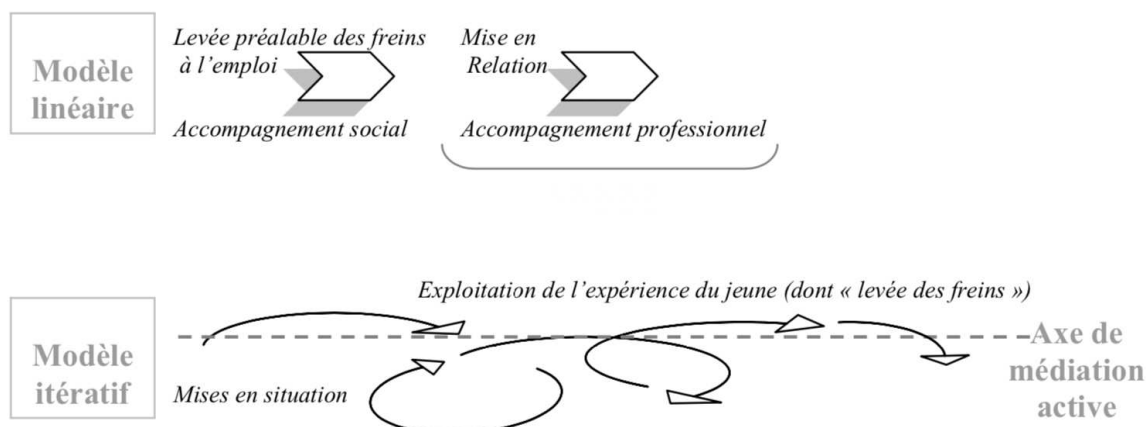 Modèle
linéaire
Levée préalable des freins
à l'emploi
Mise en
Relation
Accompagnement social
Accompagnement professionnel
Exploitation de l'expérience du jeune (dont « levée des freins »)
Modèle
itératif
Mises en situation
Axe de
médiation
active